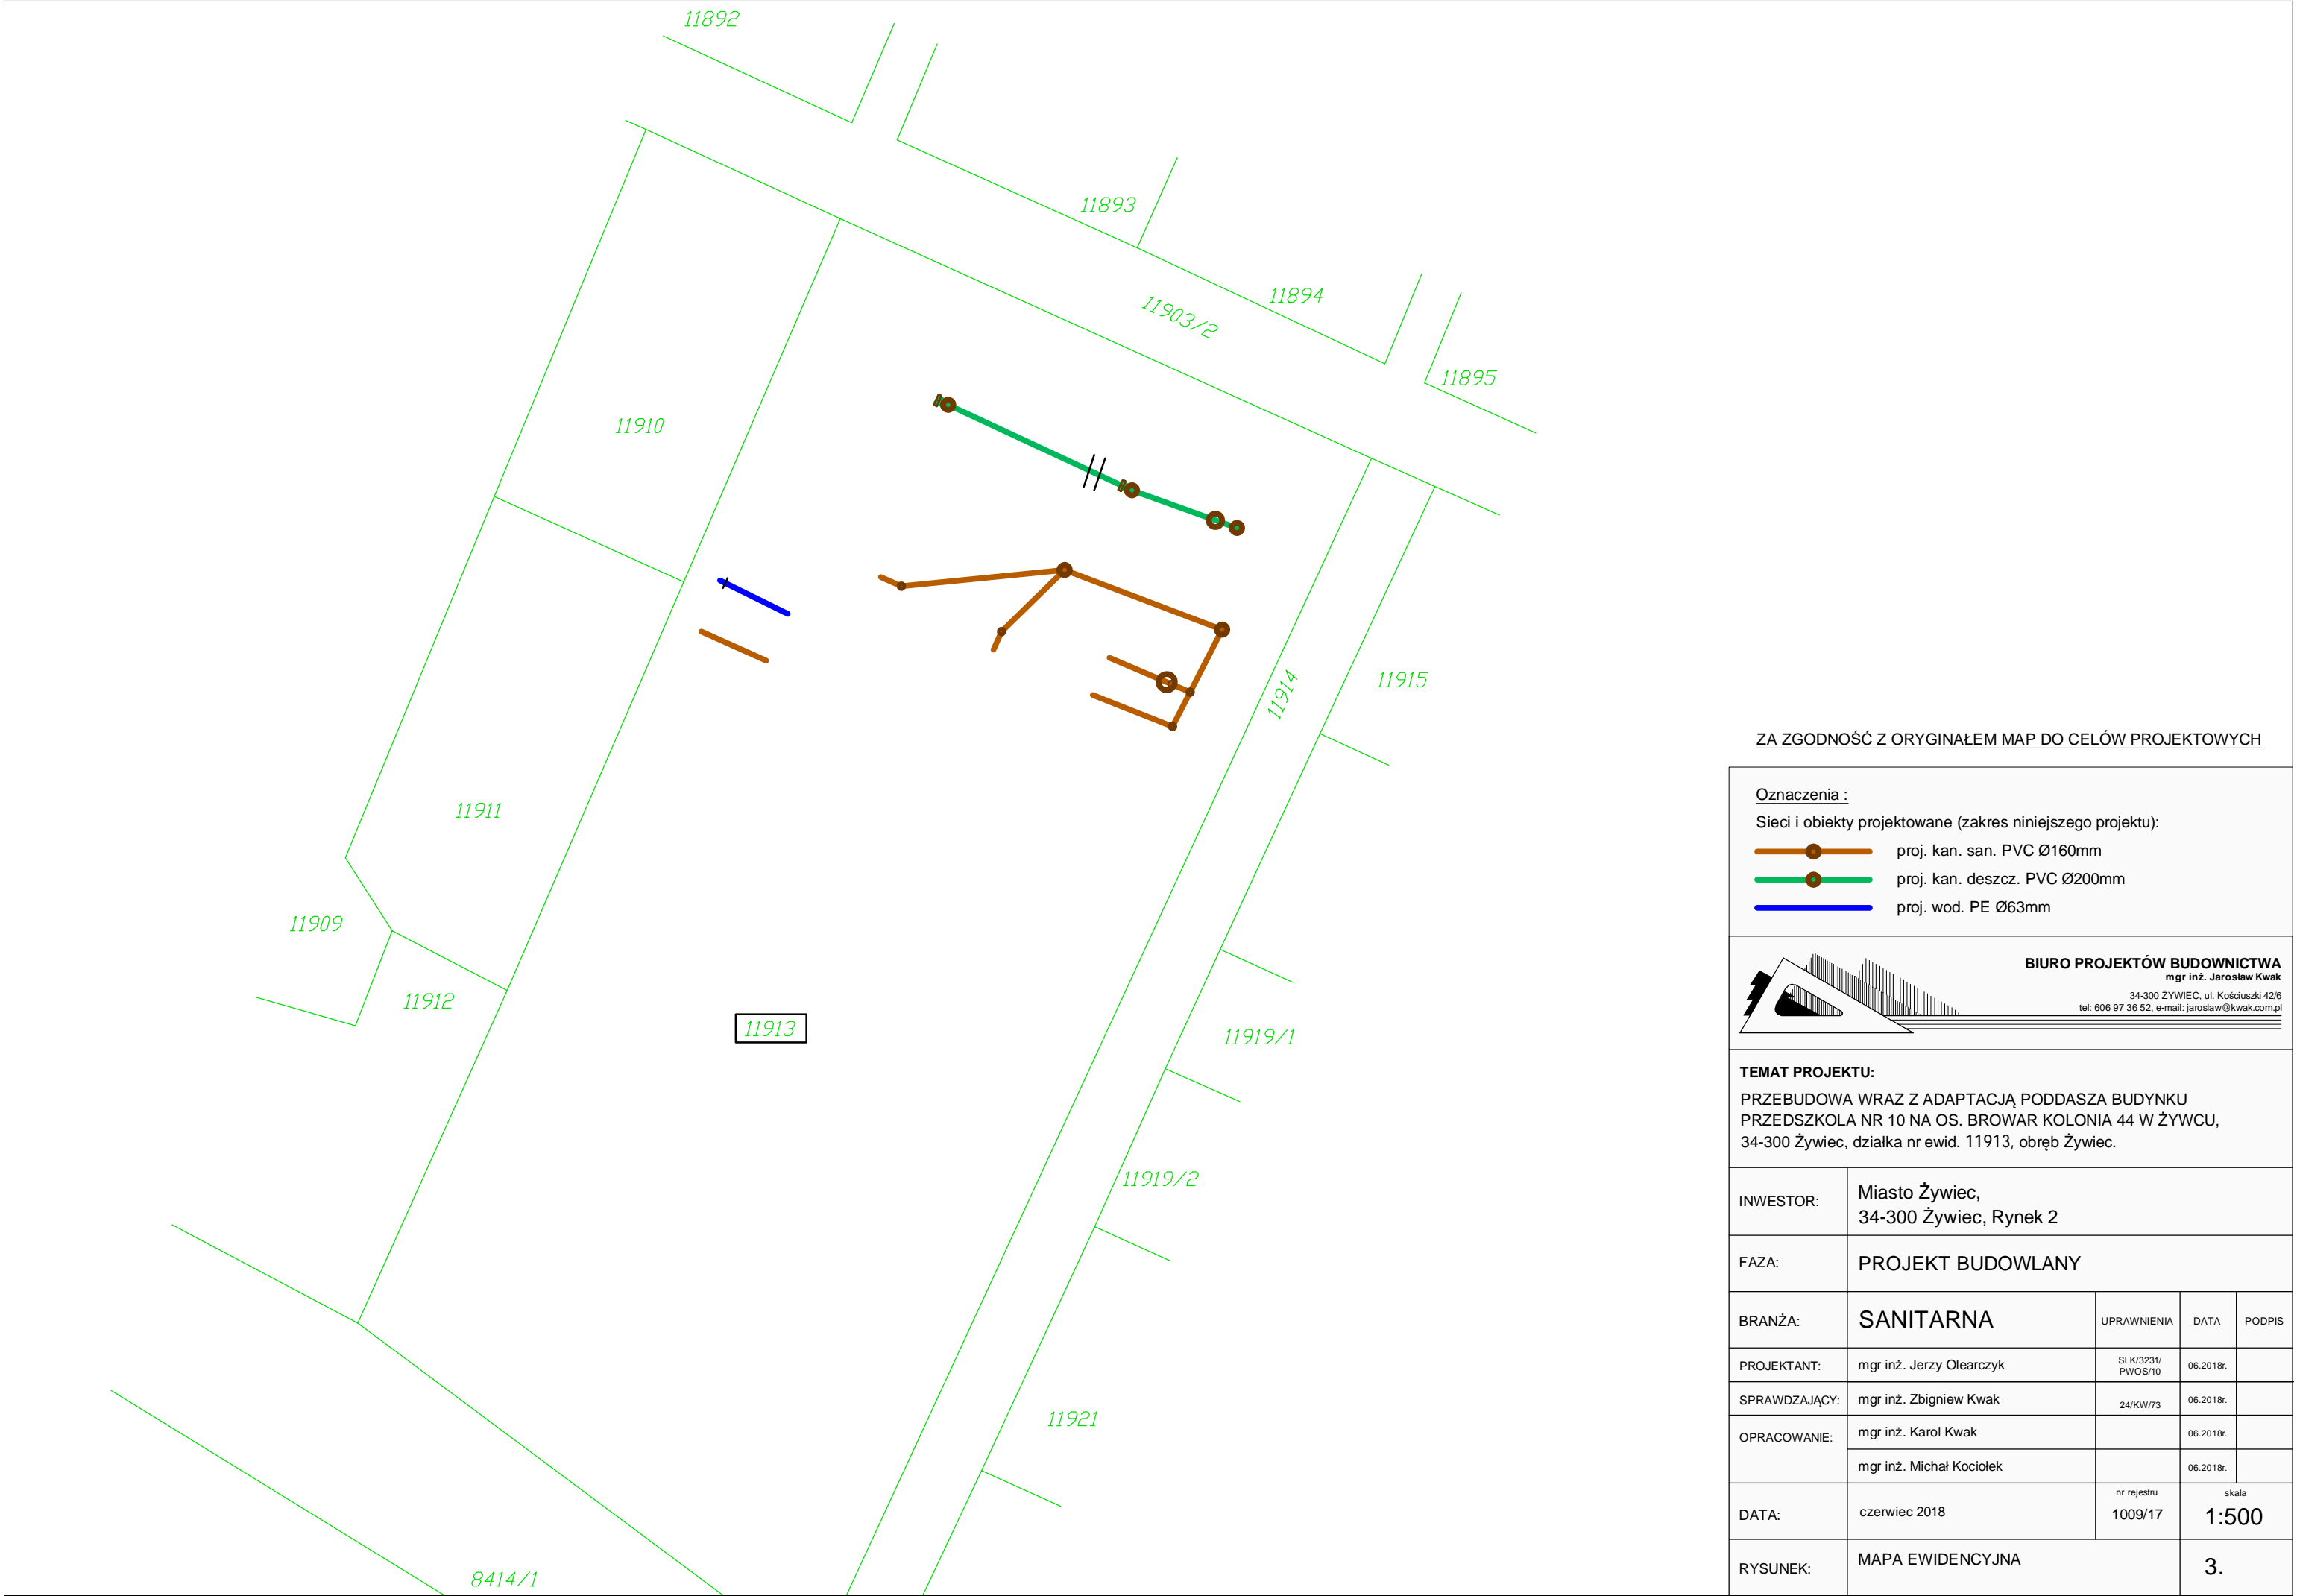 11892
11893
11894
11903/2
11895
11910
11914
11915
11911
11909
11912
11913
11919/1
11919/2
11921
8414/1
ZA ZGODNOŚĆ Z ORYGINAŁEM MAP DO CELÓW PROJEKTOWYCH
Oznaczenia :
Sieci i obiekty projektowane (zakres niniejszego projektu):
proj. kan. san. PVC Ø160mm
proj. kan. deszcz. PVC Ø200mm
proj. wod. PE Ø63mm
BIURO PROJEKTÓW BUDOWNICTWA
mgr inż. Jarosław Kwak
34-300 ŻYWIEC, ul. Kościuszki 42/6
tel: 606 97 36 52, e-mail: jaroslaw@kwak.com.pl
TEMAT PROJEKTU:
PRZEBUDOWA WRAZ Z ADAPTACJĄ PODDASZA BUDYNKU
PRZEDSZKOLA NR 10 NA OS. BROWAR KOLONIA 44 W ŻYWCU,
34-300 Żywiec, działka nr ewid. 11913, obręb Żywiec.
INWESTOR:
Miasto Żywiec,
34-300 Żywiec, Rynek 2
FAZA: PROJEKT BUDOWLANY
BRANŻA: SANITARNA UPRAWNIENIA DATA PODPIS
PROJEKTANT: mgr inż. Jerzy Olearczyk SLK/3231/ 06.2018r.
PWOS/10
SPRAWDZAJĄCY: mgr inż. Zbigniew Kwak 24/KW/73 06.2018r.
OPRACOWANIE: mgr inż. Karol Kwak 06.2018r.
mgr inż. Michał Kociołek 06.2018r.
nr rejestru skala
DATA: czerwiec 2018 1009/17 1:500
RYSUNEK: MAPA EWIDENCYJNA 3.